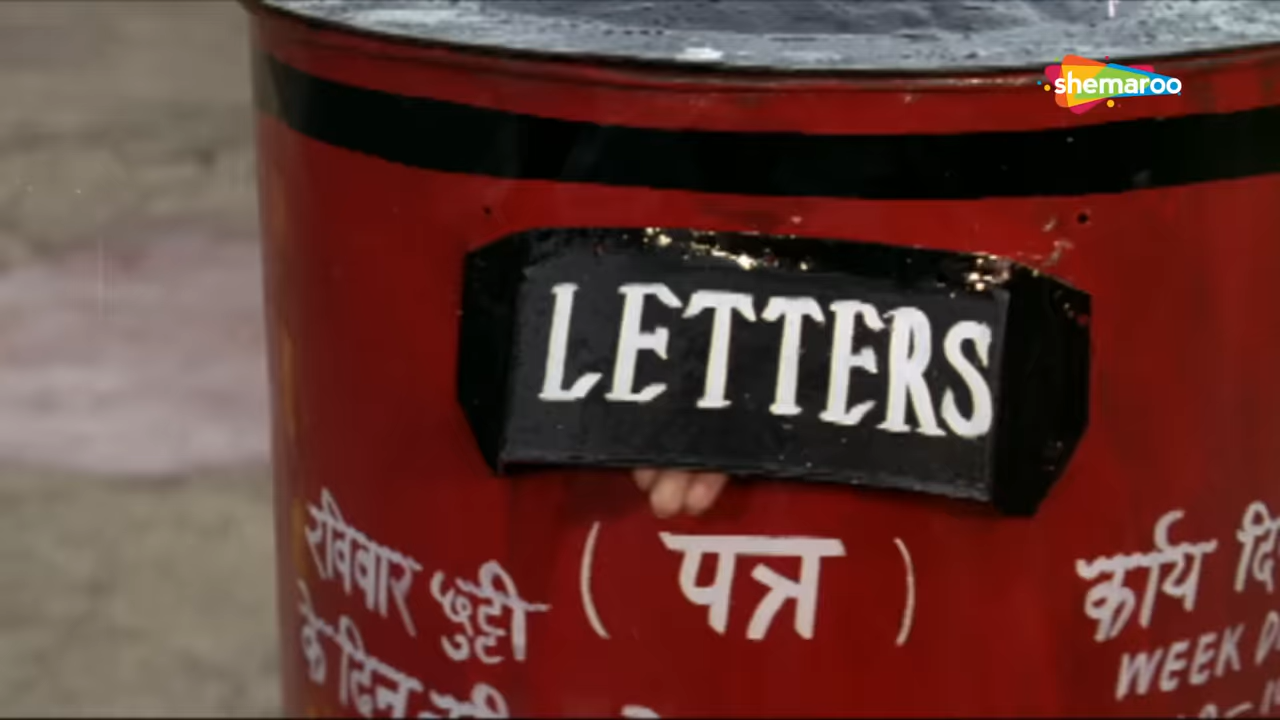 shemaroo
LETTERS
( पत्र )
रविवार छुट्टी
के दिन की
कार्य
WEEK